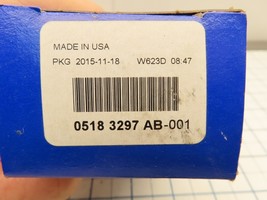 MADE IN USA
PKG 2015-11-18 W623D 08:47
0518 3297 AB-001